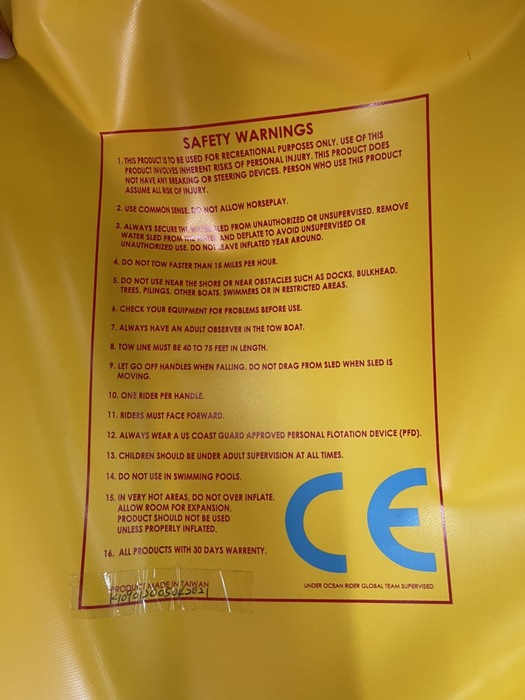 SAFETY WARNINGS
1. THIS PRODUCT IS TO BE USED FOR RECREATIONAL PURPOSES ONLY. USE OF THIS
PRODUCT INVOLVES INHERENT RISKS OF PERSONAL INJURY. THIS PRODUCT DOES
NOT HAVE ANY BREAKING OR STEERING DEVICES. PERSON WHO USE THIS PRODUCT
ASSUME ALL RISK OF INJURY.
2. USE COMMON SENSE. DO NOT ALLOW HORSEPLAY.
3. ALWAYS SECURE THE SLED FROM UNAUTHORIZED OR UNSUPERVISED. REMOVE
WATER SLED FROM THE WATER AND DEFLATE TO AVOID UNSUPERVISED OR
UNAUTHORIZED USE. DO NOT LEAVE INFLATED YEAR AROUND.
4. DO NOT TOW FASTER THAN 15 MILES PER HOUR.
5. DO NOT USE NEAR THE SHORE OR NEAR OBSTACLES SUCH AS DOCKS, BULKHEAD,
TREES, PILINGS, OTHER BOATS, SWIMMERS OR IN RESTRICTED AREAS.
6. CHECK YOUR EQUIPMENT FOR PROBLEMS BEFORE USE.
7. ALWAYS HAVE AN ADULT OBSERVER IN THE TOW BOAT.
8. TOW LINE MUST BE 40 TO 75 FEET IN LENGTH.
9. LET GO OFF HANDLES WHEN FALLING. DO NOT DRAG FROM SLED WHEN SLED IS
MOVING.
10. ONE RIDER PER HANDLE.
11. RIDERS MUST FACE FORWARD.
12. ALWAYS WEAR A US COAST GUARD APPROVED PERSONAL FLOTATION DEVICE (PFD).
13. CHILDREN SHOULD BE UNDER ADULT SUPERVISION AT ALL TIMES.
14. DO NOT USE IN SWIMMING POOLS.
15. IN VERY HOT AREAS, DO NOT OVER INFLATE.
ALLOW ROOM FOR EXPANSION,
PRODUCT SHOULD NOT BE USED
UNLESS PROPERLY INFLATED.
16. ALL PRODUCTS WITH 30 DAYS WARRENTY.
CE
UNDER OCEAN RIDER GLOBAL TEAM SUPERVISED
PRODUCT MADE IN TAIWAN